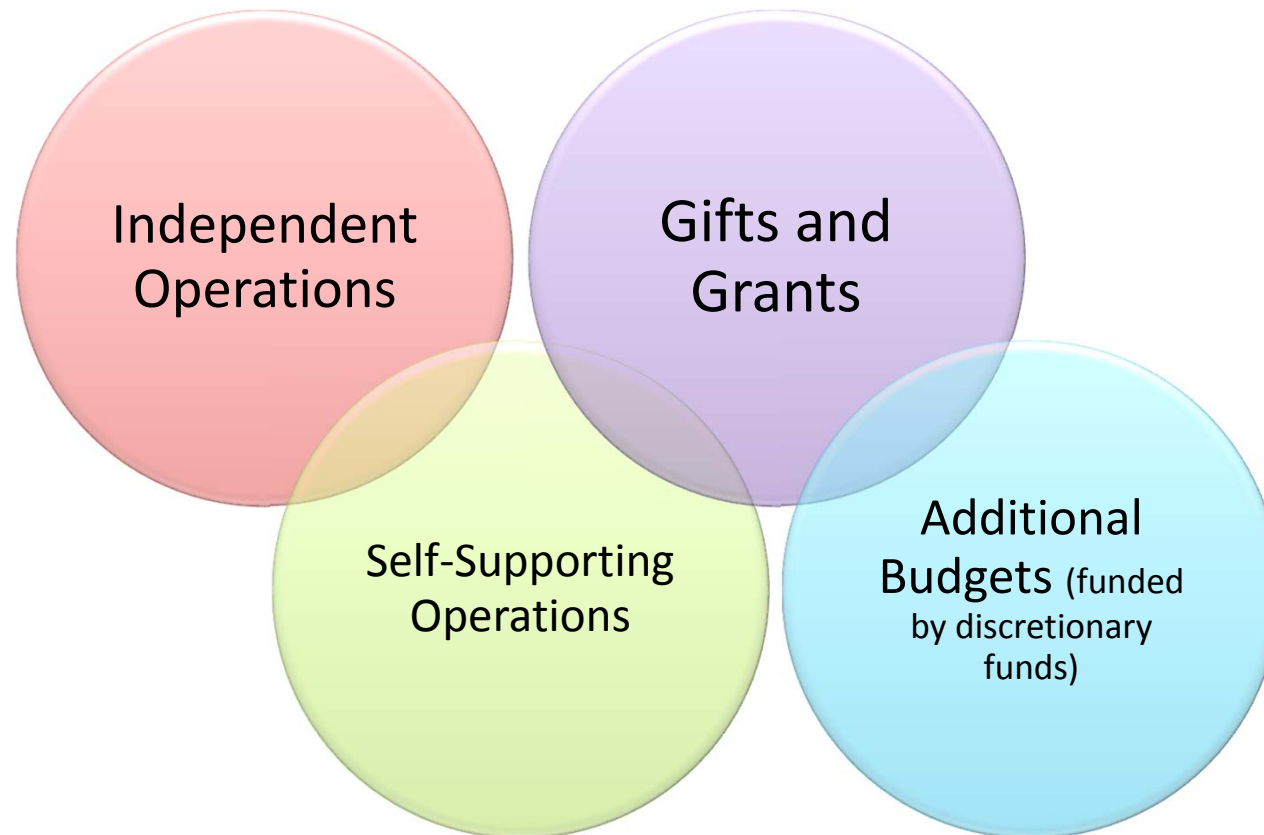 Independent
Operations
Gifts and
Grants
Self-Supporting
Operations
Additional
Budgets (funded
by discretionary
funds)